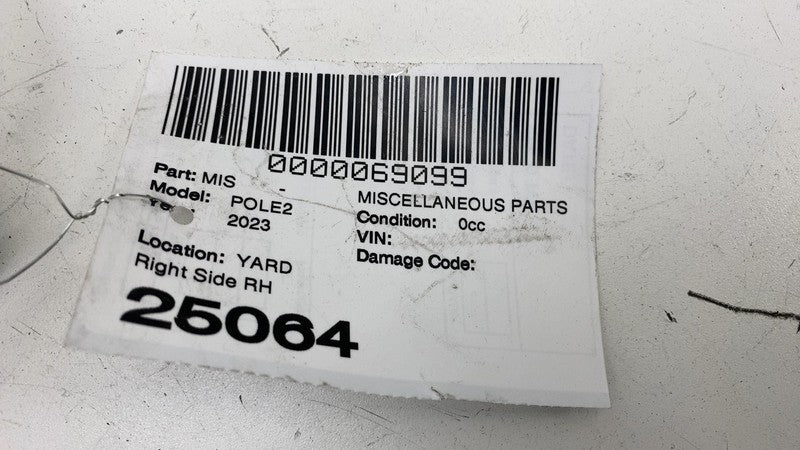 0000069099
Part: MIS -
MISCELLANEOUS PARTS
Model: POLE2
Condition: 0cc
2023
VIN:
Location: YARD
Damage Code:
Right Side RH
25064